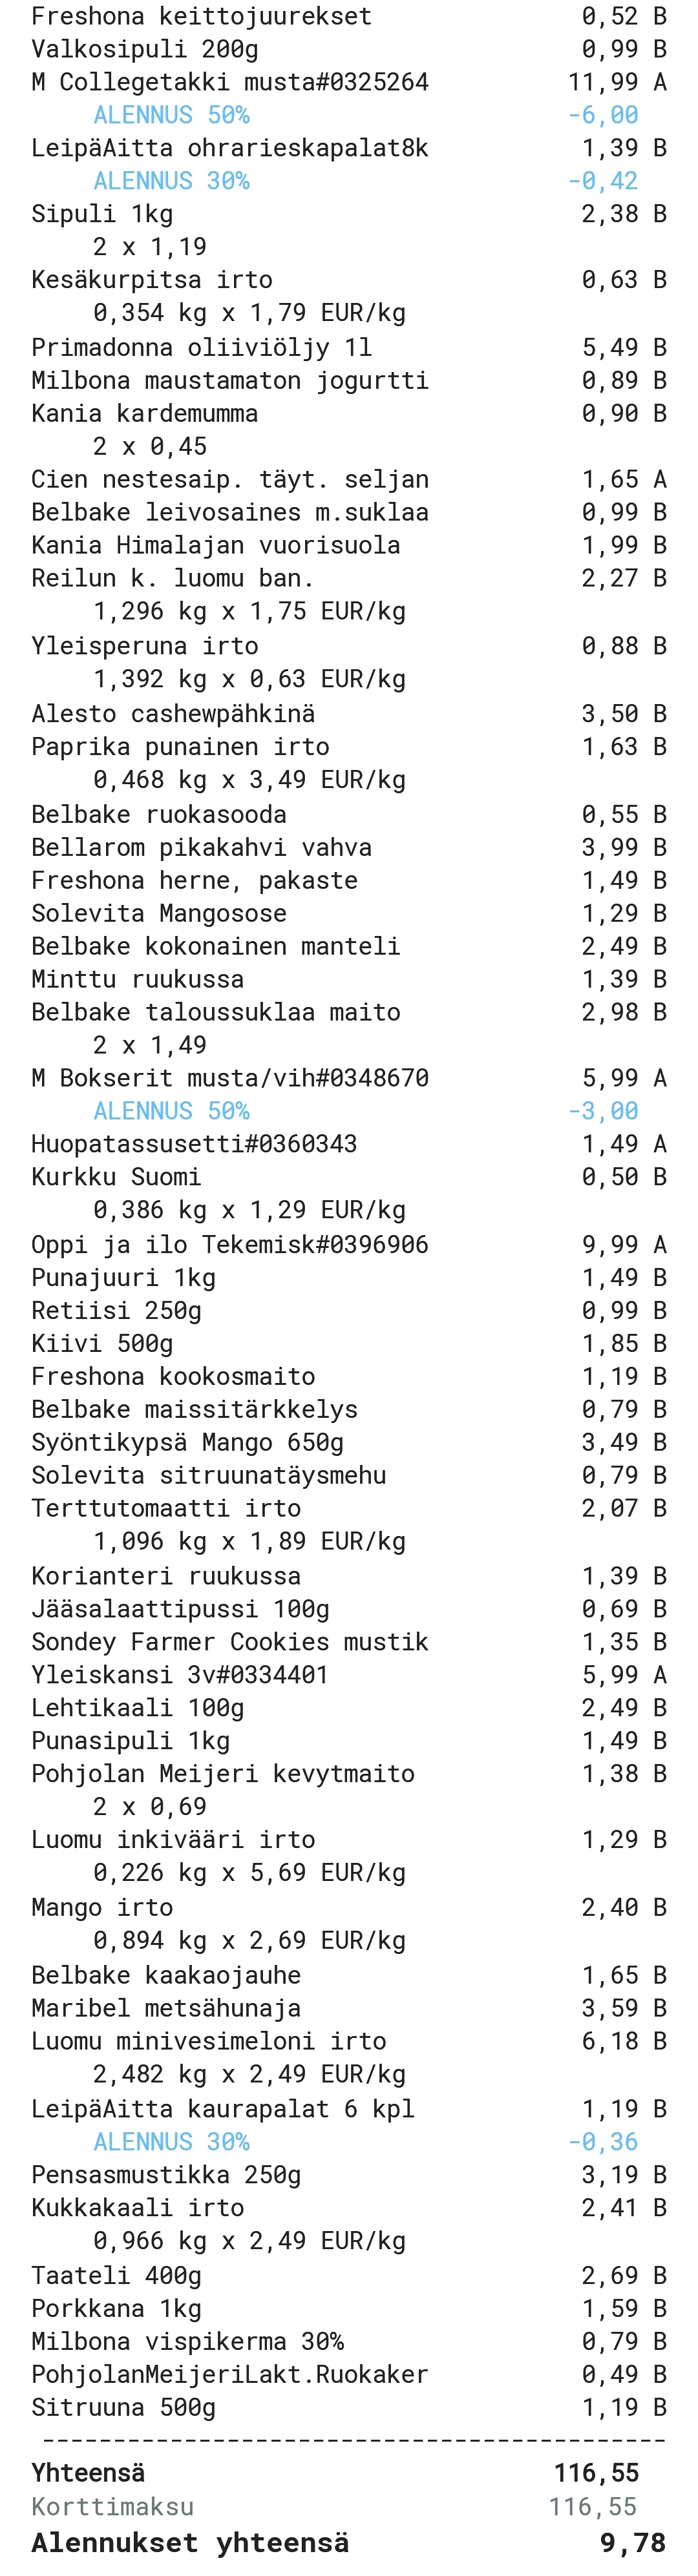 Freshona keittojuurekset 0,52 B
Valkosipuli 200g 0,99 B
M Collegetakki musta#0325264 11,99 A
ALENNUS 50% -6,00
LeipäAitta ohrarieskapalat8k 1,39 B
ALENNUS 30% -0,42
Sipuli 1kg 2,38 B
2 x 1,19
Kesäkurpitsa irto 0,63 B
0,354 kg x 1,79 EUR/kg
Primadonna oliiviöljy 1l 5,49 B
Milbona maustamaton jogurtti 0,89 B
Kania kardemumma 0,90 B
2 x 0,45
Cien nestesaip. täyt. seljan 1,65 A
Belbake leivosaines m.suklaa 0,99 B
Kania Himalajan vuorisuola 1,99 B
Reilun k. luomu ban. 2,27 B
1,296 kg x 1,75 EUR/kg
Yleisperuna irto 0,88 B
1,392 kg x 0,63 EUR/kg
Alesto cashewpähkinä 3,50 B
Paprika punainen irto 1,63 B
0,468 kg x 3,49 EUR/kg
Belbake ruokasooda 0,55 B
Bellarom pikakahvi vahva 3,99 B
Freshona herne, pakaste 1,49 B
Solevita Mangosose 1,29 B
Belbake kokonainen manteli 2,49 B
Minttu ruukussa 1,39 B
Belbake taloussuklaa maito 2,98 B
2 x 1,49
M Bokserit musta/vih#0348670 5,99 A
ALENNUS 50% -3,00
Huopatassusetti#0360343 1,49 A
Kurkku Suomi 0,50 B
0,386 kg x 1,29 EUR/kg
Oppi ja ilo Tekemisk#0396906 9,99 A
Punajuuri 1kg 1,49 B
Retiisi 250g 0,99 B
Kiivi 500g 1,85 B
Freshona kookosmaito 1,19 B
Belbake maissitärkkelys 0,79 B
Syöntikypsä Mango 650g 3,49 B
Solevita sitruunatäysmehu 0,79 B
Terttutomaatti irto 2,07 B
1,096 kg x 1,89 EUR/kg
Korianteri ruukussa 1,39 B
Jääsalaattipussi 100g 0,69 B
Sondey Farmer Cookies mustik 1,35 B
Yleiskansi 3v#0334401 5,99 A
Lehtikaali 100g 2,49 B
Punasipuli 1kg 1,49 B
Pohjolan Meijeri kevytmaito 1,38 B
2 x 0,69
Luomu inkivääri irto 1,29 B
0,226 kg x 5,69 EUR/kg
Mango irto 2,40 B
0,894 kg x 2,69 EUR/kg
Belbake kaakaojauhe 1,65 B
Maribel metsähunaja 3,59 B
Luomu minivesimeloni irto 6,18 B
2,482 kg x 2,49 EUR/kg
LeipäAitta kaurapalat 6 kpl 1,19 B
ALENNUS 30% -0,36
Pensasmustikka 250g 3,19 B
Kukkakaali irto 2,41 B
0,966 kg x 2,49 EUR/kg
Taateli 400g 2,69 B
Porkkana 1kg 1,59 B
Milbona vispikerma 30% 0,79 B
PohjolanMeijeriLakt.Ruokaker 0,49 B
Sitruuna 500g 1,19 B
--------------------------------------------
Yhteensä 116,55
Korttimaksu 116,55
Alennukset yhteensä 9,78